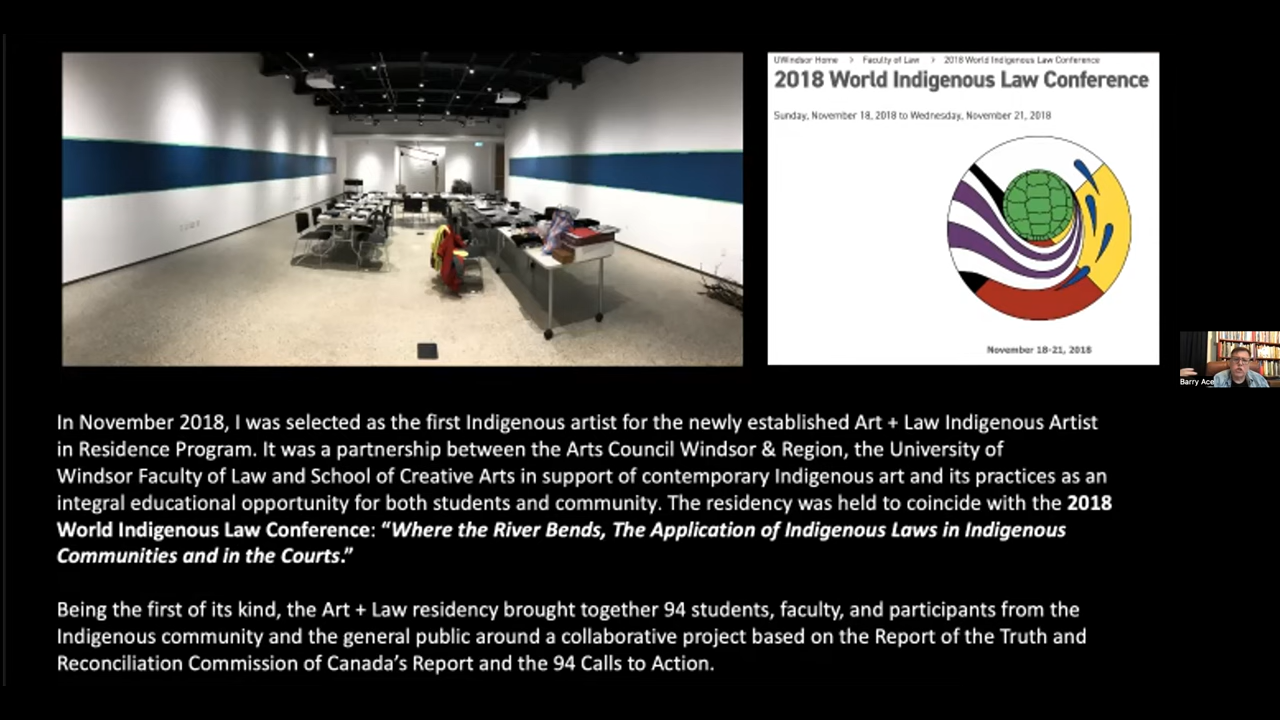 UWindsor Home > Faculty of Law > 2018 World Indigenous Law Conference
2018 World Indigenous Law Conference
Sunday, November 18, 2018 to Wednesday, November 21, 2018
November 18-21, 2018
Barry Ace
In November 2018, I was selected as the first Indigenous artist for the newly established Art + Law Indigenous Artist
in Residence Program. It was a partnership between the Arts Council Windsor & Region, the University of
Windsor Faculty of Law and School of Creative Arts in support of contemporary Indigenous art and its practices as an
integral educational opportunity for both students and community. The residency was held to coincide with the 2018
World Indigenous Law Conference: “Where the River Bends, The Application of Indigenous Laws in Indigenous
Communities and in the Courts.”
Being the first of its kind, the Art + Law residency brought together 94 students, faculty, and participants from the
Indigenous community and the general public around a collaborative project based on the Report of the Truth and
Reconciliation Commission of Canada’s Report and the 94 Calls to Action.